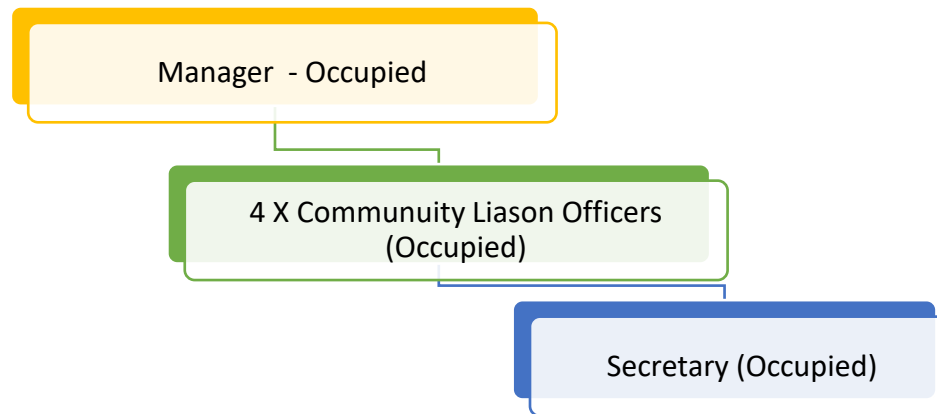 Manager  - Occupied
4 X Communuity Liason Officers
(Occupied)
Secretary (Occupied)